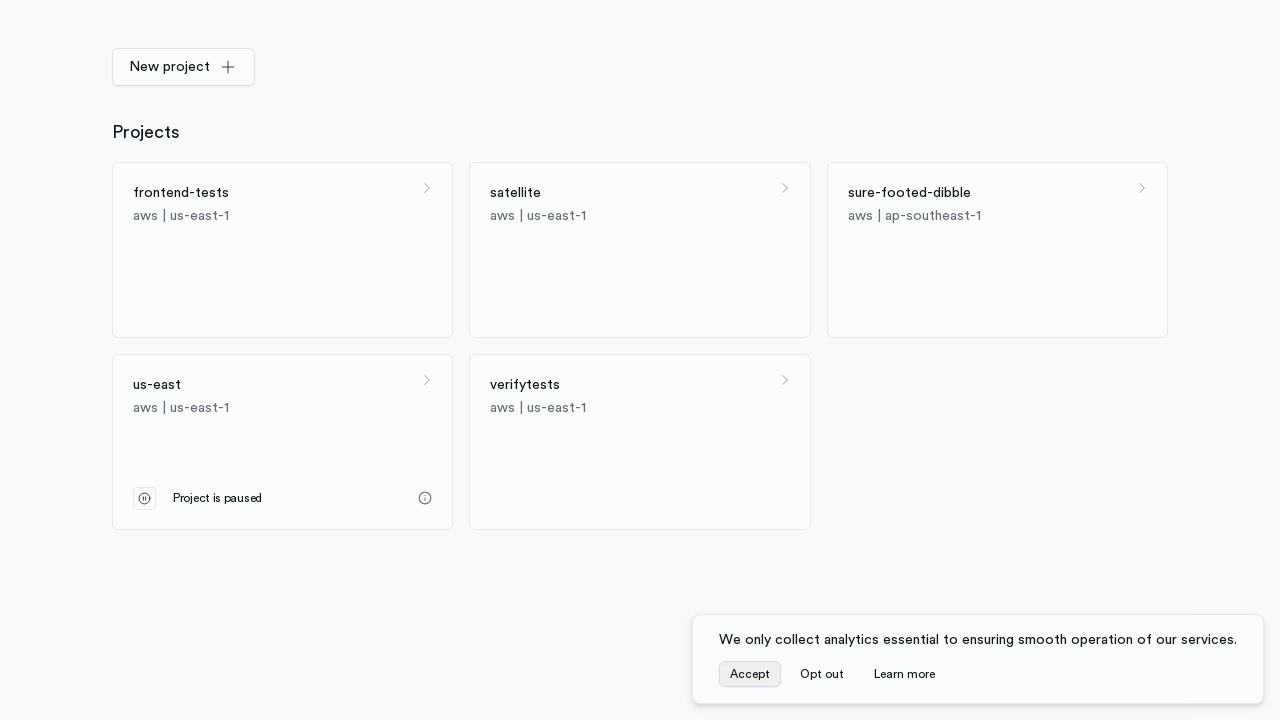 New project
Projects
frontend-tests
aws | us-east-1
satellite
aws | us-east-1
sure-footed-dibble
aws | ap-southeast-1
us-east
aws | us-east-1
Project is paused
verifytests
aws | us-east-1
We only collect analytics essential to ensuring smooth operation of our services.
Accept Opt out Learn more